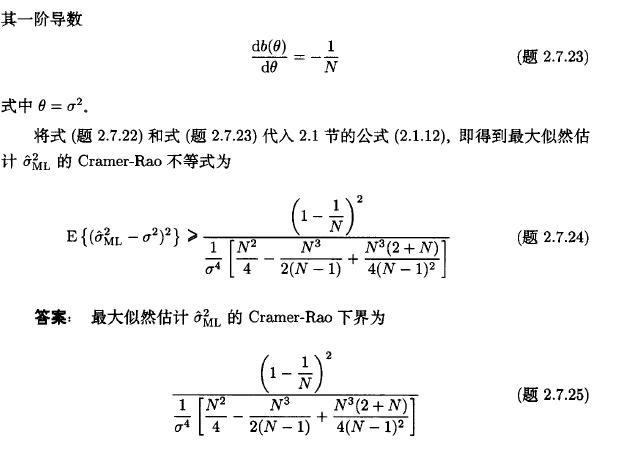 其一阶导数
\frac{\mathrm{d}b(\theta)}{\mathrm{d}\theta} = -\frac{1}{N} (题 2.7.23)
式中 θ = σ²。
将式 (题 2.7.22) 和式 (题 2.7.23) 代入 2.1 节的公式 (2.1.12), 即得到最大似然估
计 \hat{\sigma}^2_{\mathrm{ML}} 的 Cramer-Rao 不等式为
\mathrm{E}\{(\hat{\sigma}^2_{\mathrm{ML}} - \sigma^2)^2\} \geqslant \frac{\left(1 - \frac{1}{N}\right)^2}{\frac{1}{\sigma^4}\left[\frac{N^2}{4} - \frac{N^3}{2(N-1)} + \frac{N^3(2+N)}{4(N-1)^2}\right]} (题 2.7.24)
答案: 最大似然估计 \hat{\sigma}^2_{\mathrm{ML}} 的 Cramer-Rao 下界为
\frac{\left(1 - \frac{1}{N}\right)^2}{\frac{1}{\sigma^4}\left[\frac{N^2}{4} - \frac{N^3}{2(N-1)} + \frac{N^3(2+N)}{4(N-1)^2}\right]} (题 2.7.25)